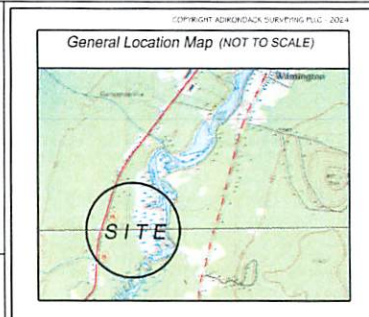 COPYRIGHT ADIRONDACK SURVEYING PLLC - 2024
General Location Map (NOT TO SCALE)
Wilmington
SITE